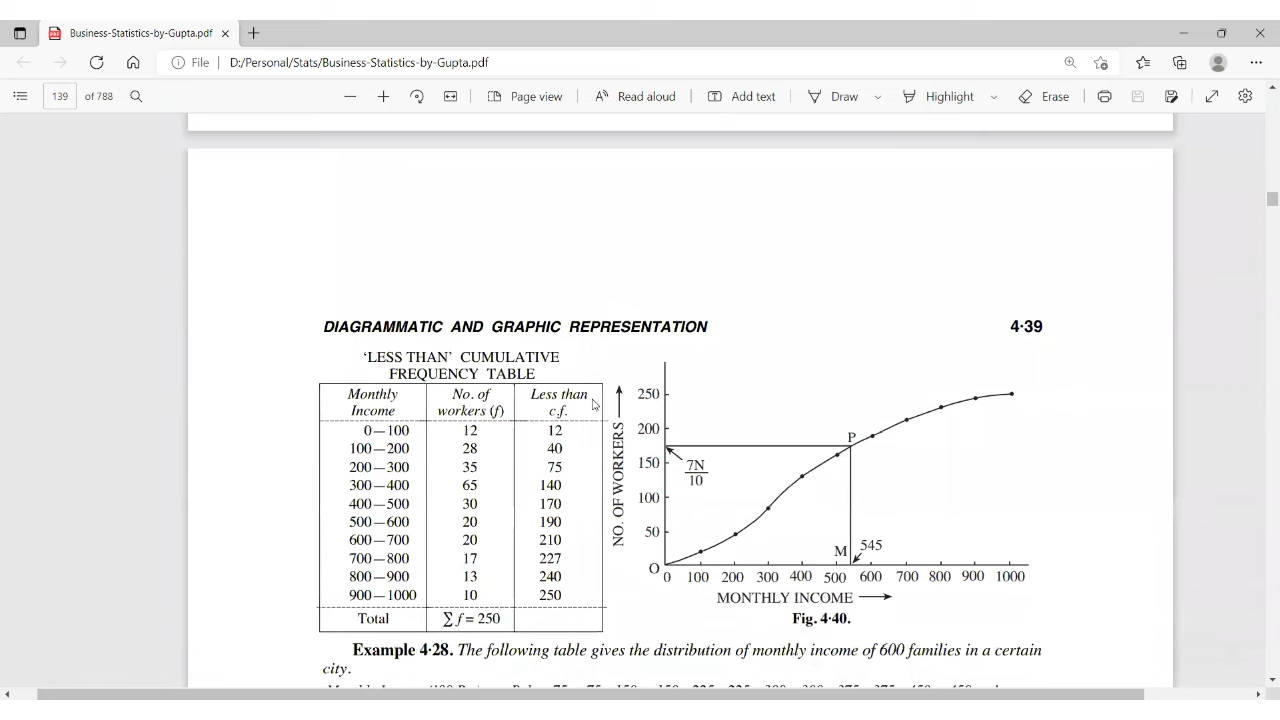 Business-Statistics-by-Gupta.pdf
File | D:/Personal/Stats/Business-Statistics-by-Gupta.pdf
139 of 788 Page view Read aloud Add text Draw Highlight Erase
DIAGRAMMATIC AND GRAPHIC REPRESENTATION 4·39
‘LESS THAN’ CUMULATIVE
FREQUENCY TABLE
Monthly Income No. of workers (f) Less than c.f.
0—100 12 12
100—200 28 40
200—300 35 75
300—400 65 140
400—500 30 170
500—600 20 190
600—700 20 210
700—800 17 227
800—900 13 240
900—1000 10 250
Total ∑ f = 250
NO. OF WORKERS
250
200
150
100
50
O
P
7N
10
M 545
0 100 200 300 400 500 600 700 800 900 1000
MONTHLY INCOME
Fig. 4·40.
Example 4·28. The following table gives the distribution of monthly income of 600 families in a certain
city.